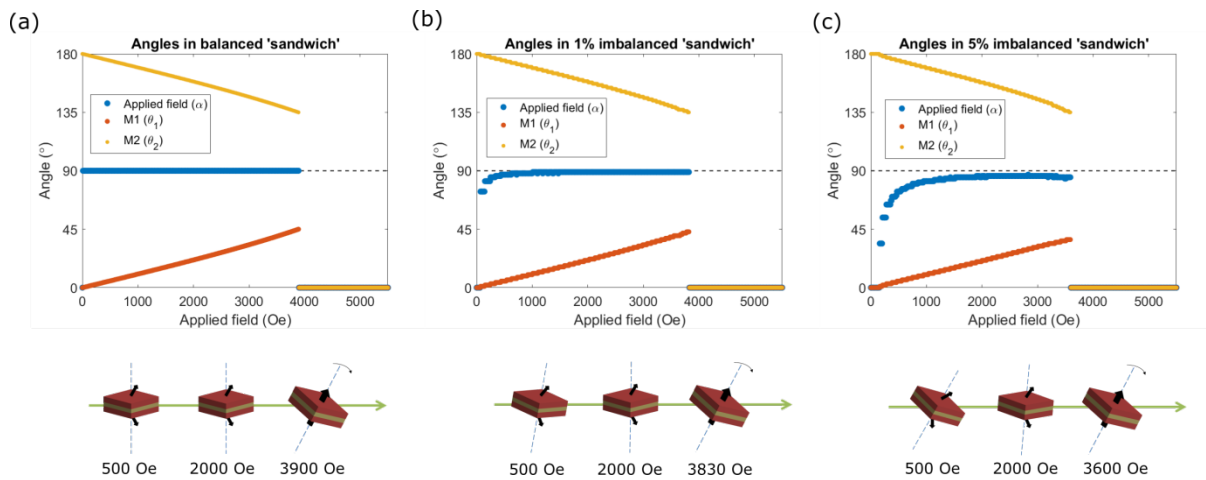 (a)
Angles in balanced 'sandwich'
180
135
90
45
0
Angle (°)
Applied field (α)
M1 (θ1)
M2 (θ2)
0 1000 2000 3000 4000 5000
Applied field (Oe)
500 Oe 2000 Oe 3900 Oe
(b)
Angles in 1% imbalanced 'sandwich'
180
135
90
45
0
Angle (°)
Applied field (α)
M1 (θ1)
M2 (θ2)
0 1000 2000 3000 4000 5000
Applied field (Oe)
500 Oe 2000 Oe 3830 Oe
(c)
Angles in 5% imbalanced 'sandwich'
180
135
90
45
0
Angle (°)
Applied field (α)
M1 (θ1)
M2 (θ2)
0 1000 2000 3000 4000 5000
Applied field (Oe)
500 Oe 2000 Oe 3600 Oe